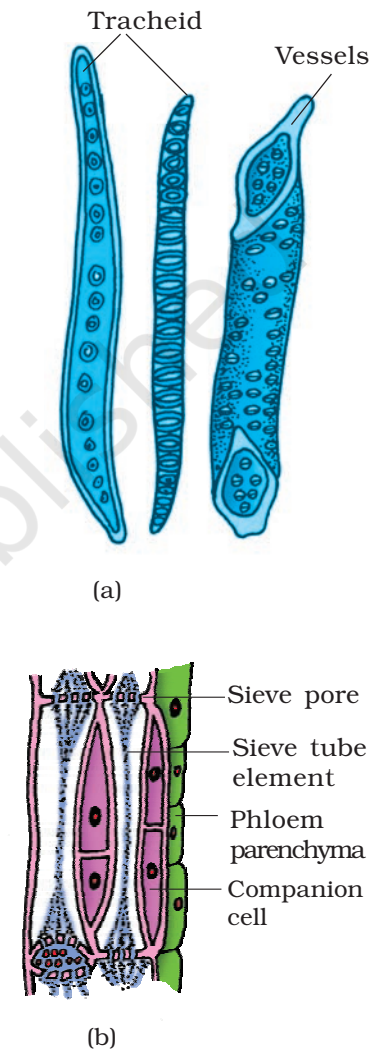 Tracheid
Vessels
(a)
Sieve pore
Sieve tube
element
Phloem
parenchyma
Companion
cell
(b)